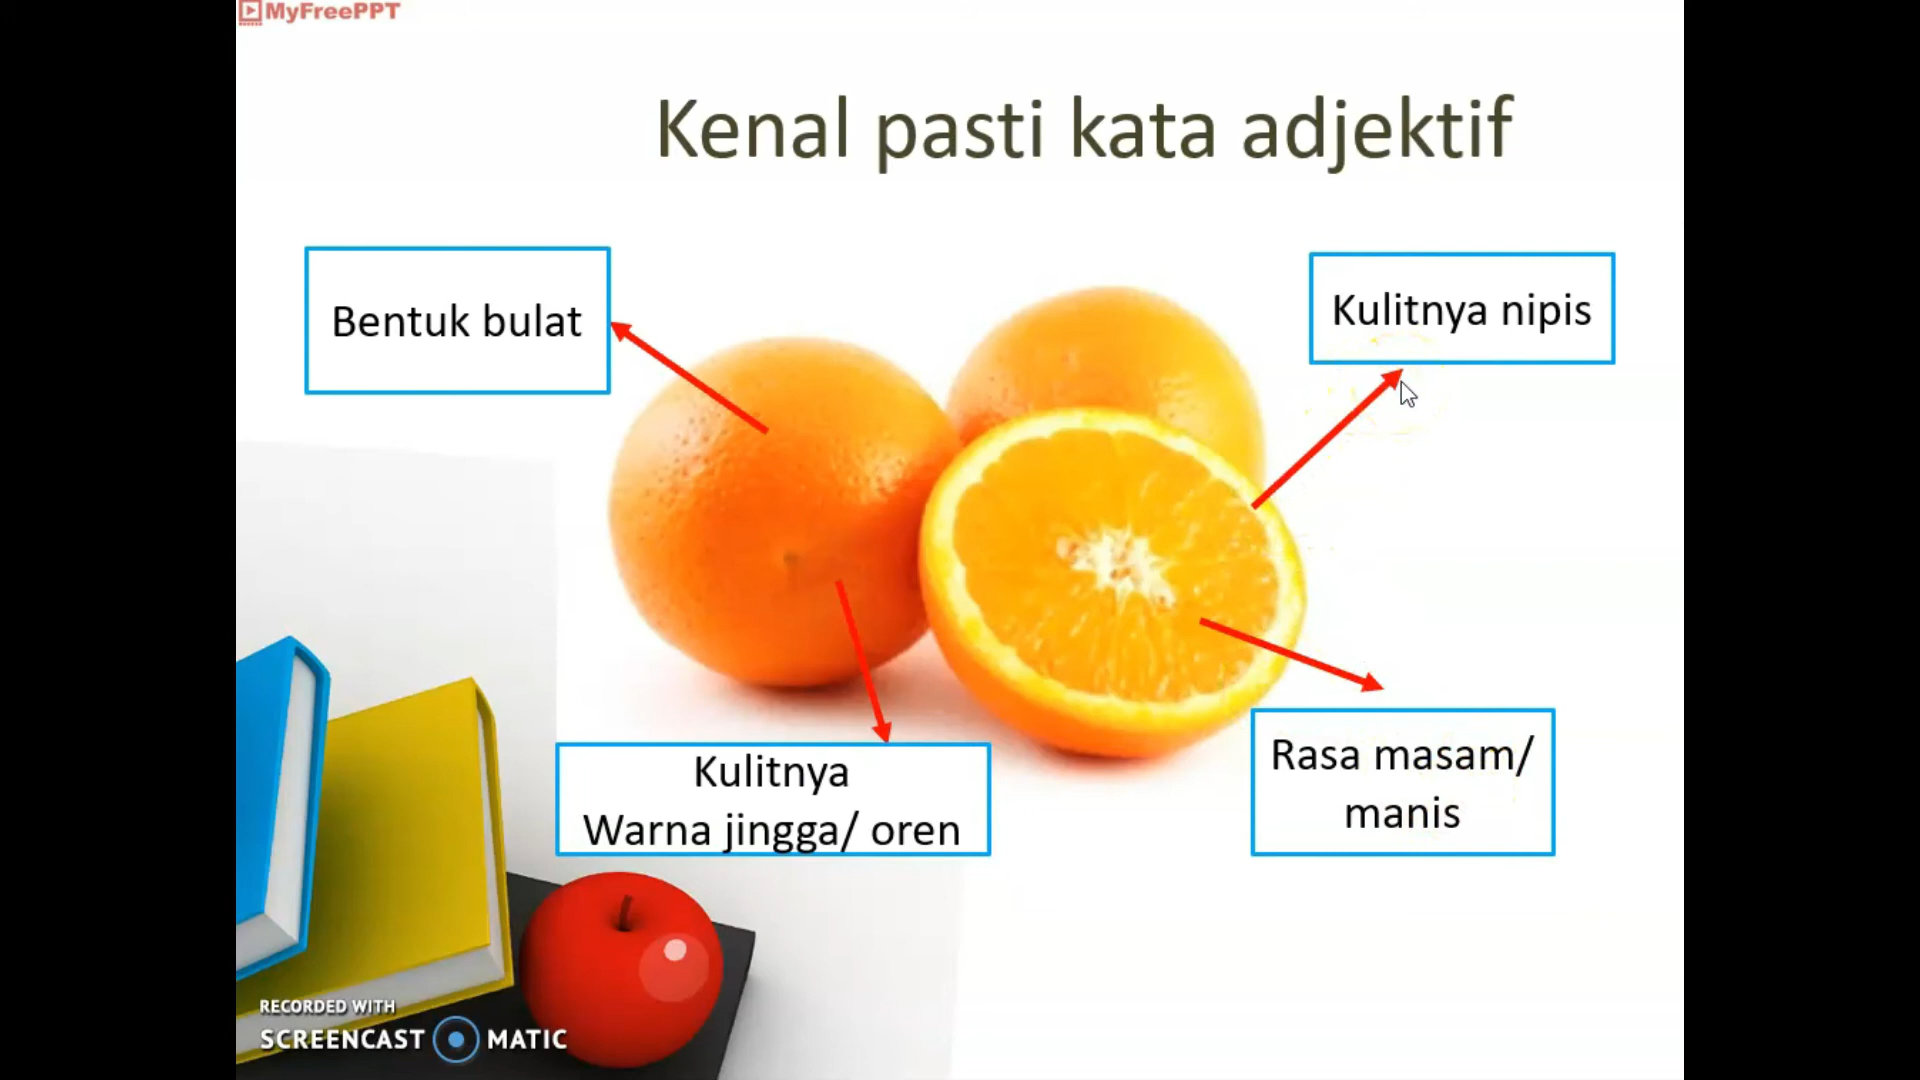 MyFreePPT
Kenal pasti kata adjektif
Bentuk bulat
Kulitnya nipis
Kulitnya
Warna jingga/ oren
Rasa masam/
manis
RECORDED WITH
SCREENCAST MATIC